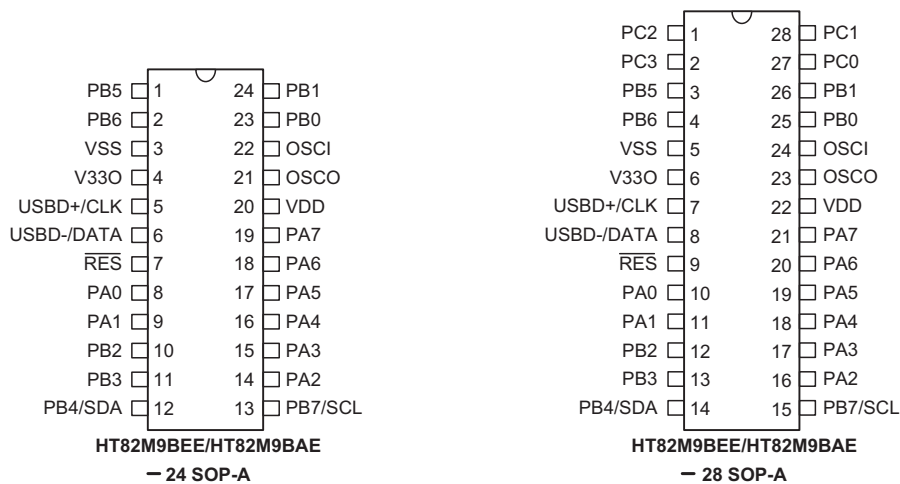 PB5 1 24 PB1
PB6 2 23 PB0
VSS 3 22 OSCI
V33O 4 21 OSCO
USBD+/CLK 5 20 VDD
USBD-/DATA 6 19 PA7
RES 7 18 PA6
PA0 8 17 PA5
PA1 9 16 PA4
PB2 10 15 PA3
PB3 11 14 PA2
PB4/SDA 12 13 PB7/SCL
HT82M9BEE/HT82M9BAE
– 24 SOP-A
PC2 1 28 PC1
PC3 2 27 PC0
PB5 3 26 PB1
PB6 4 25 PB0
VSS 5 24 OSCI
V33O 6 23 OSCO
USBD+/CLK 7 22 VDD
USBD-/DATA 8 21 PA7
RES 9 20 PA6
PA0 10 19 PA5
PA1 11 18 PA4
PB2 12 17 PA3
PB3 13 16 PA2
PB4/SDA 14 15 PB7/SCL
HT82M9BEE/HT82M9BAE
– 28 SOP-A